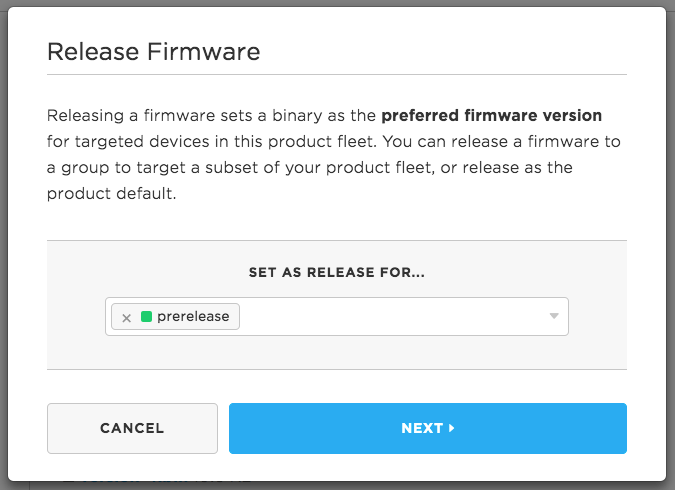 Release Firmware
Releasing a firmware sets a binary as the preferred firmware version
for targeted devices in this product fleet. You can release a firmware to
a group to target a subset of your product fleet, or release as the
product default.
SET AS RELEASE FOR...
× prerelease
CANCEL
NEXT